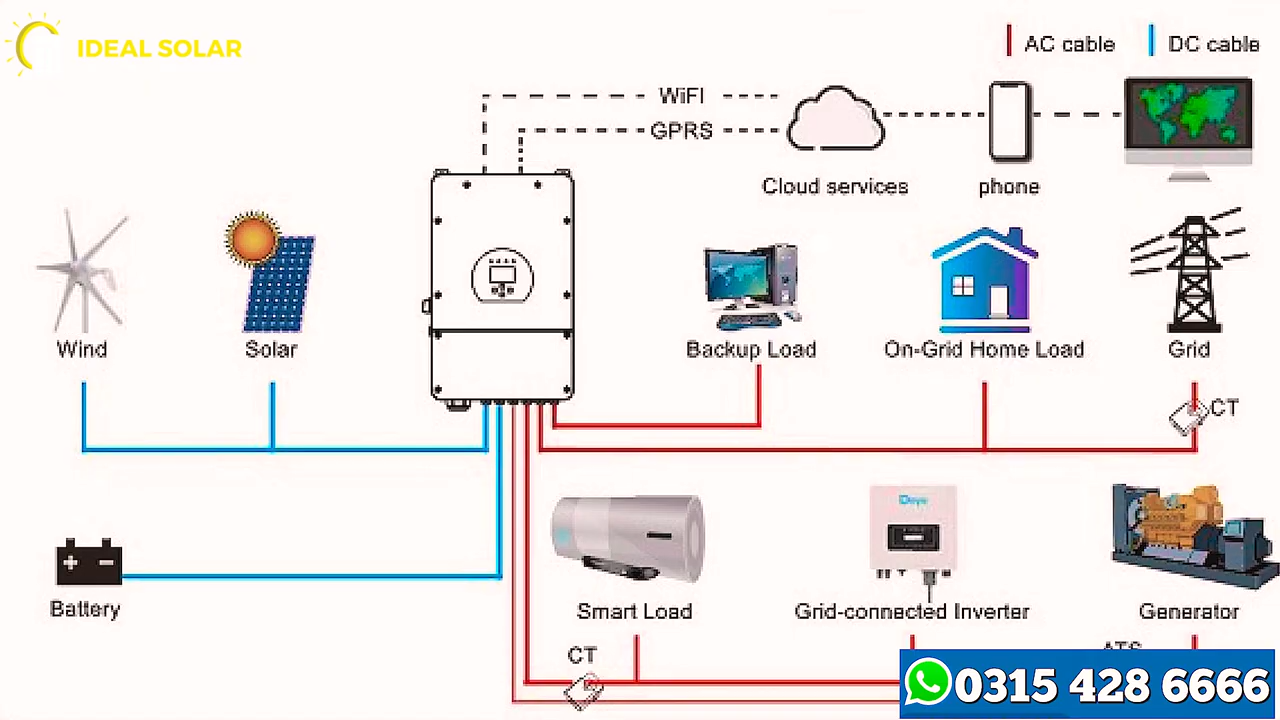 IDEAL SOLAR
AC cable
DC cable
WiFI
GPRS
Cloud services
phone
Wind
Solar
Backup Load
On-Grid Home Load
Grid
CT
Deye
Battery
Smart Load
Grid-connected Inverter
Generator
CT
ATS
0315 428 6666